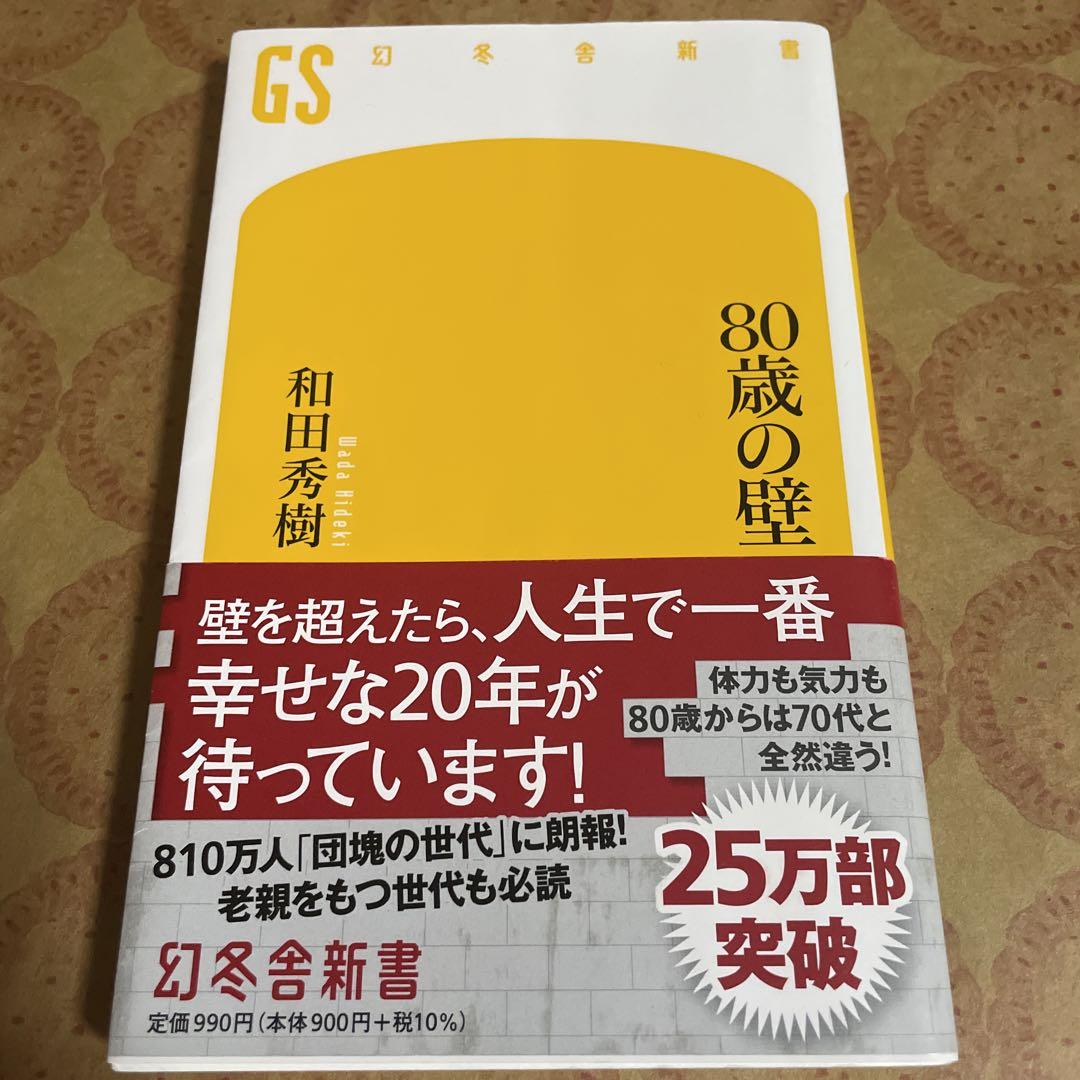 GS
幻冬舎新書
80歳の壁
和田秀樹
Wada Hideki
壁を超えたら、人生で一番
幸せな20年が
待っています!
体力も気力も
80歳からは70代と
全然違う!
810万人「団塊の世代」に朗報!
老親をもつ世代も必読
25万部
突破
幻冬舎新書
定価990円(本体900円+税10%)